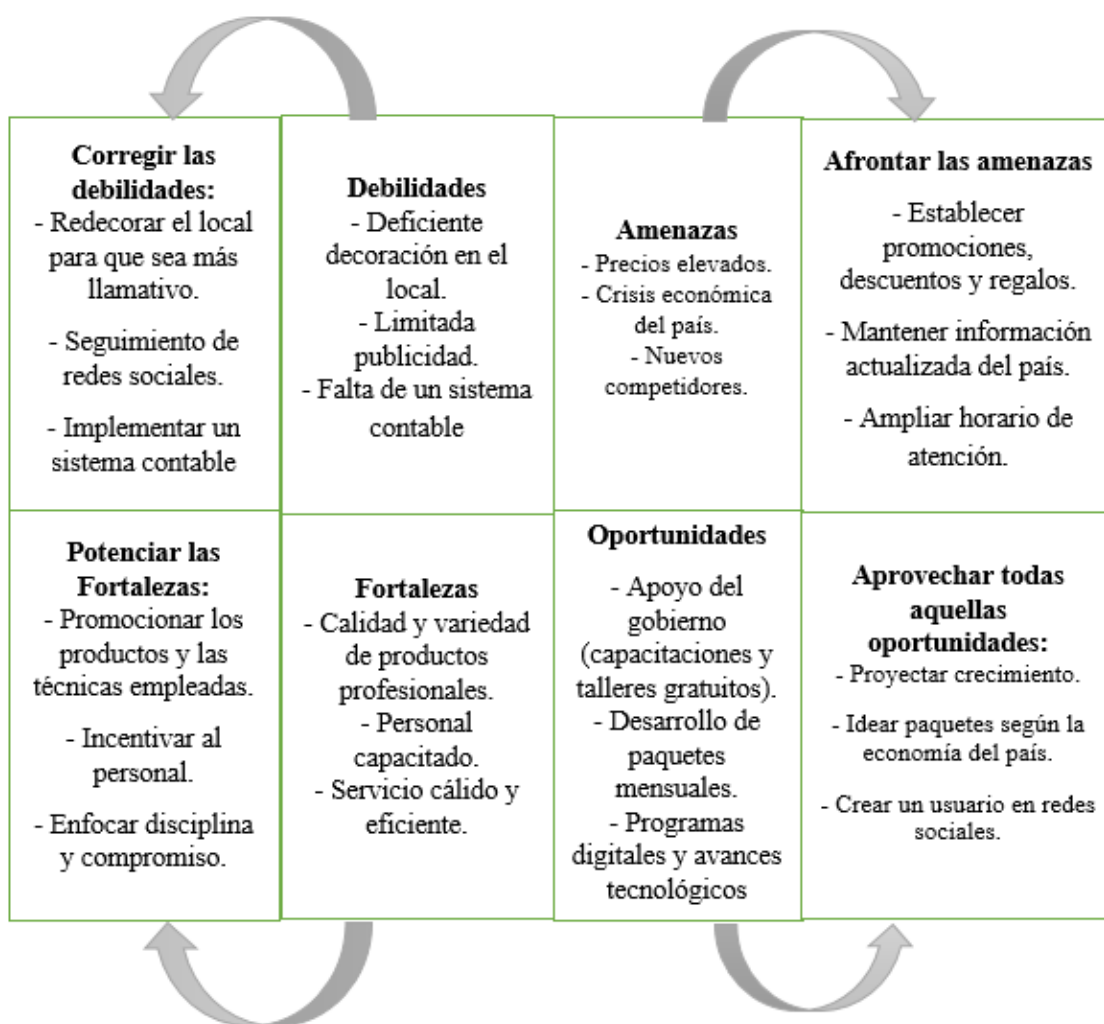 Corregir las
debilidades:
- Redecorar el local
para que sea más
llamativo.
- Seguimiento de
redes sociales.
- Implementar un
sistema contable
Debilidades
- Deficiente
decoración en el
local.
- Limitada
publicidad.
- Falta de un sistema
contable
Amenazas
- Precios elevados.
- Crisis económica
del país.
- Nuevos
competidores.
Afrontar las amenazas
- Establecer
promociones,
descuentos y regalos.
- Mantener información
actualizada del país.
- Ampliar horario de
atención.
Potenciar las
Fortalezas:
- Promocionar los
productos y las
técnicas empleadas.
- Incentivar al
personal.
- Enfocar disciplina
y compromiso.
Fortalezas
- Calidad y variedad
de productos
profesionales.
- Personal
capacitado.
- Servicio cálido y
eficiente.
Oportunidades
- Apoyo del
gobierno
(capacitaciones y
talleres gratuitos).
- Desarrollo de
paquetes
mensuales.
- Programas
digitales y avances
tecnológicos
Aprovechar todas
aquellas
oportunidades:
- Proyectar crecimiento.
- Idear paquetes según la
economía del país.
- Crear un usuario en redes
sociales.